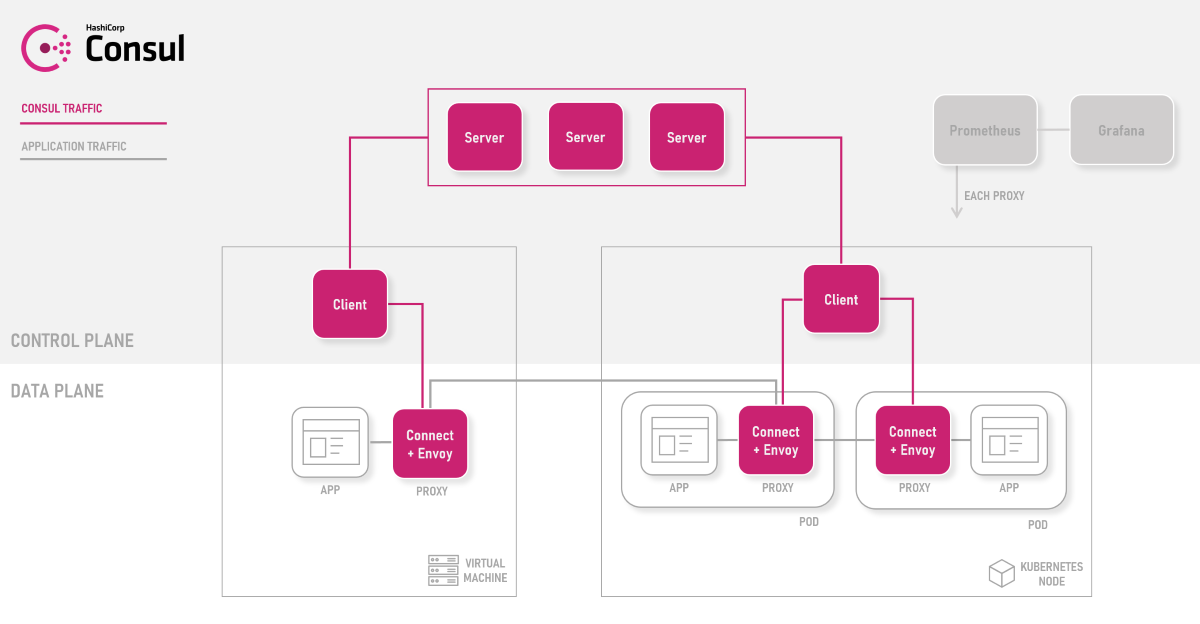 HashiCorp
Consul
CONSUL TRAFFIC
APPLICATION TRAFFIC
Server
Server
Server
Prometheus
Grafana
EACH PROXY
Client
Client
CONTROL PLANE
DATA PLANE
Connect
+ Envoy
APP
PROXY
Connect
+ Envoy
APP
PROXY
POD
Connect
+ Envoy
PROXY
APP
POD
VIRTUAL
MACHINE
KUBERNETES
NODE